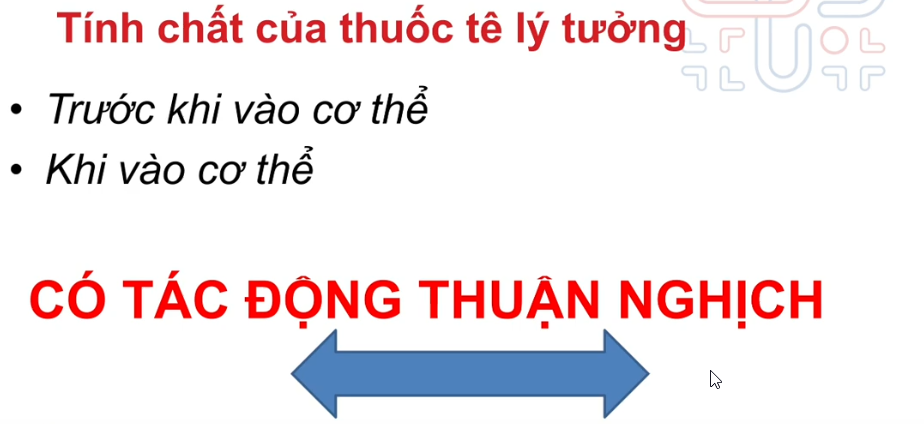 Tính chất của thuốc tê lý tưởng
• Trước khi vào cơ thể
• Khi vào cơ thể
CÓ TÁC ĐỘNG THUẬN NGHỊCH